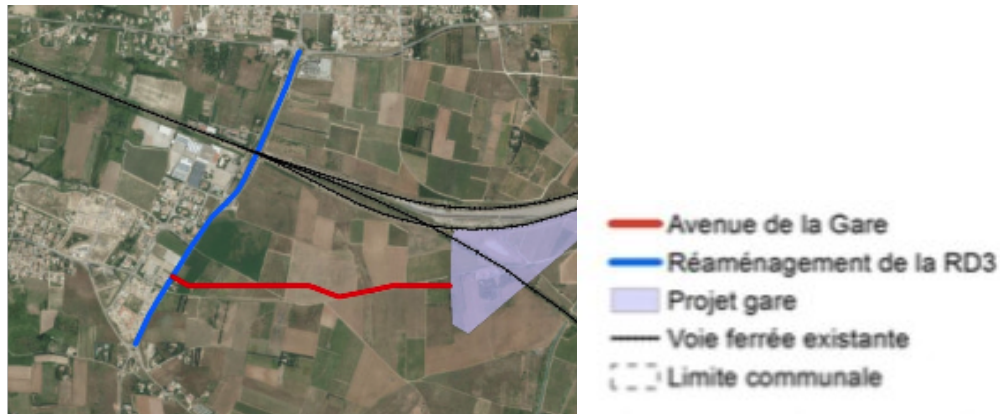 Avenue de la Gare
Réaménagement de la RD3
Projet gare
Voie ferrée existante
Limite communale